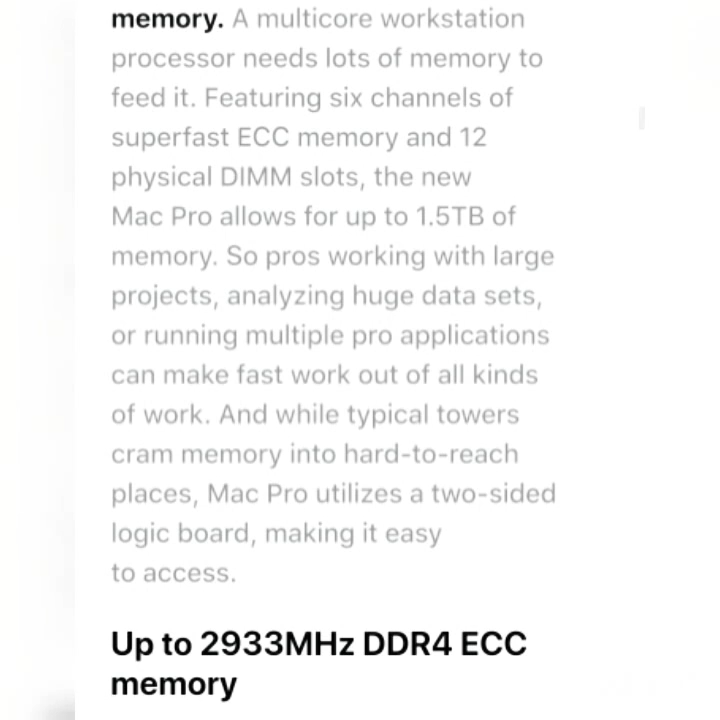 memory. A multicore workstation
processor needs lots of memory to
feed it. Featuring six channels of
superfast ECC memory and 12
physical DIMM slots, the new
Mac Pro allows for up to 1.5TB of
memory. So pros working with large
projects, analyzing huge data sets,
or running multiple pro applications
can make fast work out of all kinds
of work. And while typical towers
cram memory into hard-to-reach
places, Mac Pro utilizes a two-sided
logic board, making it easy
to access.
Up to 2933MHz DDR4 ECC
memory